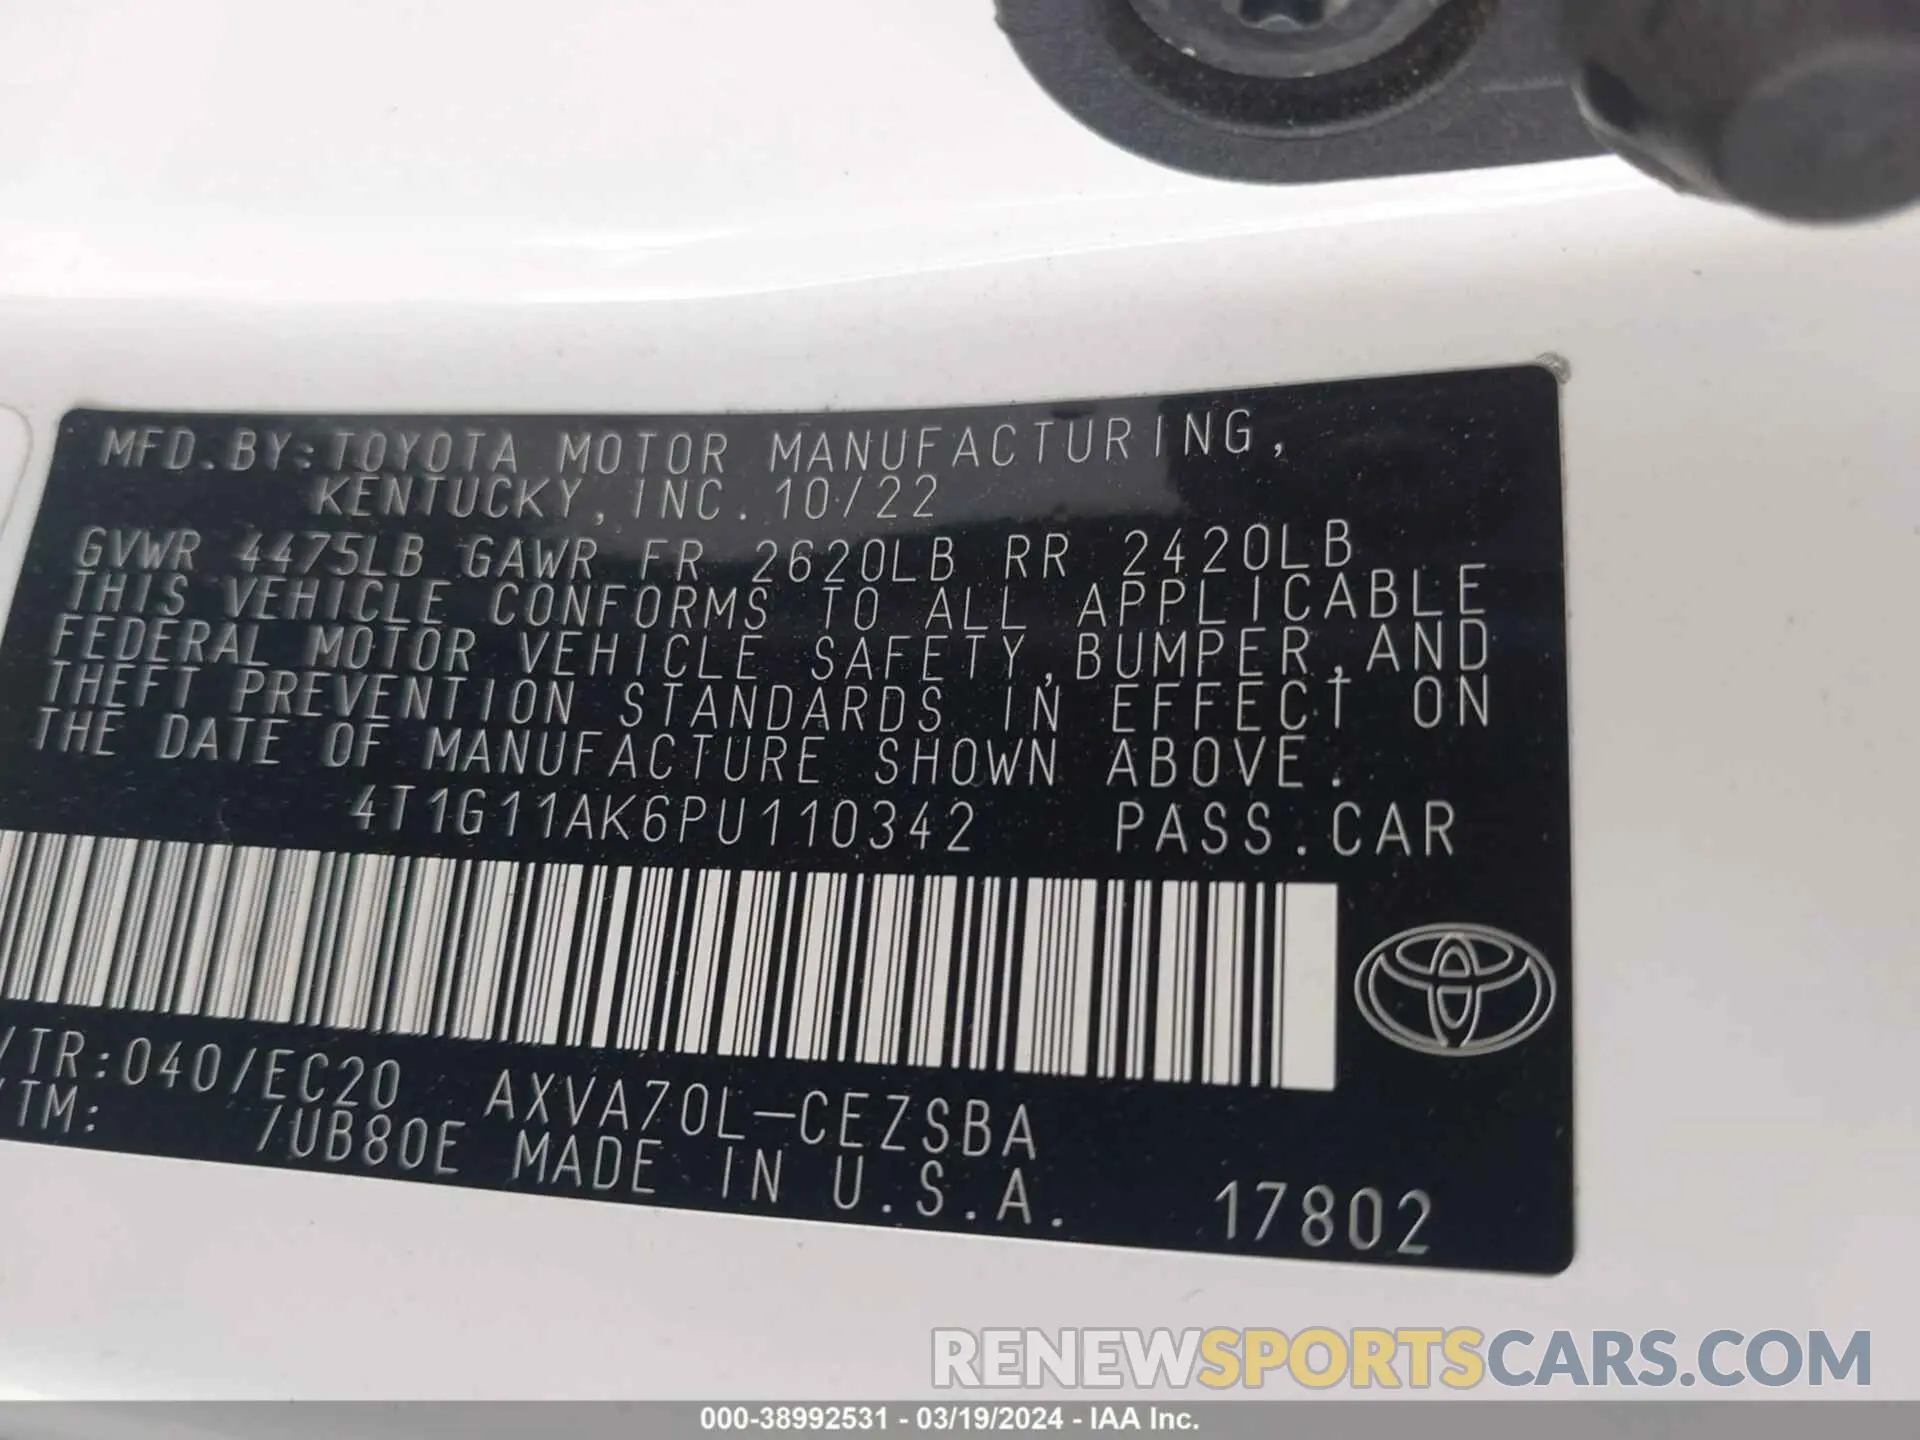 MFD.BY:TOYOTA MOTOR MANUFACTURING,
KENTUCKY, INC. 10/22
GVWR 4475LB GAWR FR 2620LB RR 2420LB
THIS VEHICLE CONFORMS TO ALL APPLICABLE
FEDERAL MOTOR VEHICLE SAFETY,BUMPER,AND
THEFT PREVENTION STANDARDS IN EFFECT ON
THE DATE OF MANUFACTURE SHOWN ABOVE.
4T1G11AK6PU110342 PASS.CAR
/TR:040/EC20 AXVA70L-CEZSBA
/TM: /UB80E MADE IN U.S.A. 17802
RENEWSPORTSCARS.COM
000-38992531 - 03/19/2024 - IAA Inc.